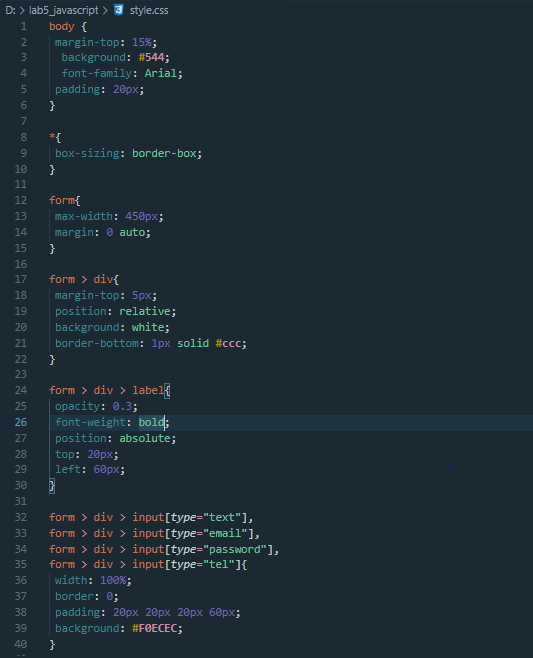 D: > lab5_javascript > style.css
1 body {
2 margin-top: 15%;
3 background: #544;
4 font-family: Arial;
5 padding: 20px;
6 }
7
8 *{
9 box-sizing: border-box;
10 }
11
12 form{
13 max-width: 450px;
14 margin: 0 auto;
15 }
16
17 form > div{
18 margin-top: 5px;
19 position: relative;
20 background: white;
21 border-bottom: 1px solid #ccc;
22 }
23
24 form > div > label{
25 opacity: 0.3;
26 font-weight: bold;
27 position: absolute;
28 top: 20px;
29 left: 60px;
30 }
31
32 form > div > input[type="text"],
33 form > div > input[type="email"],
34 form > div > input[type="password"],
35 form > div > input[type="tel"]{
36 width: 100%;
37 border: 0;
38 padding: 20px 20px 20px 60px;
39 background: #F0ECEC;
40 }